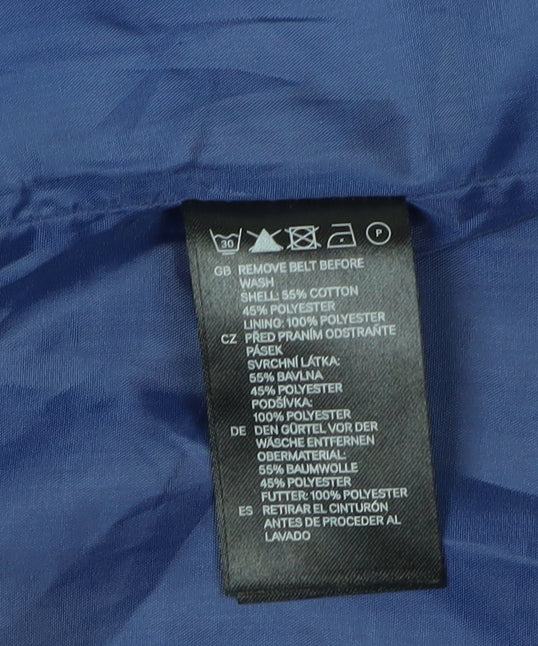 30 P
GB REMOVE BELT BEFORE
WASH
SHELL: 55% COTTON
45% POLYESTER
LINING: 100% POLYESTER
CZ PŘED PRANÍM ODSTRAŇTE
PÁSEK
SVRCHNÍ LÁTKA:
55% BAVLNA
45% POLYESTER
PODŠÍVKA:
100% POLYESTER
DE DEN GÜRTEL VOR DER
WÄSCHE ENTFERNEN
OBERMATERIAL:
55% BAUMWOLLE
45% POLYESTER
FUTTER: 100% POLYESTER
ES RETIRAR EL CINTURÓN
ANTES DE PROCEDER AL
LAVADO